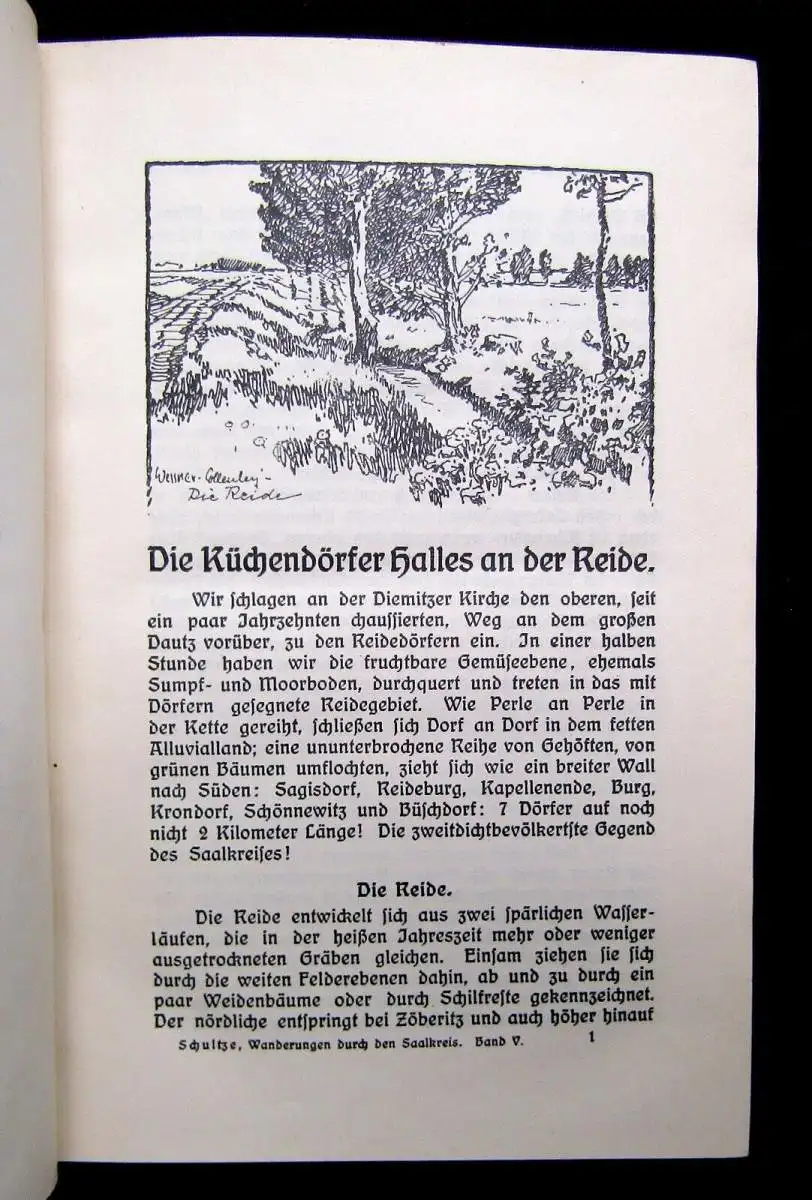 Werner-Collenbey-
Die Reide
Die Küchendörfer Halles an der Reide.
Wir ſchlagen an der Diemitzer Kirche den oberen, ſeit
ein paar Jahrzehnten chauſſierten, Weg an dem großen
Dautz vorüber, zu den Reidedörfern ein. In einer halben
Stunde haben wir die fruchtbare Gemüſeebene, ehemals
Sumpf- und Moorboden, durchquert und treten in das mit
Dörfern geſegnete Reidegebiet. Wie Perle an Perle in
der Kette gereiht, ſchließen ſich Dorf an Dorf in dem fetten
Alluvialland; eine ununterbrochene Reihe von Gehöften, von
grünen Bäumen umflochten, zieht ſich wie ein breiter Wall
nach Süden: Sagisdorf, Reideburg, Kapellenende, Burg,
Krondorf, Schönnewitz und Büſchdorf: 7 Dörfer auf noch
nicht 2 Kilometer Länge! Die zweitdichtbevölkertſte Gegend
des Saalkreiſes!
Die Reide.
Die Reide entwickelt ſich aus zwei ſpärlichen Waſſer-
läufen, die in der heißen Jahreszeit mehr oder weniger
ausgetrockneten Gräben gleichen. Einſam ziehen ſie ſich
durch die weiten Felderebenen dahin, ab und zu durch ein
paar Weidenbäume oder durch Schilfreſte gekennzeichnet.
Der nördliche entſpringt bei Zöberitz und auch höher hinauf
Schultze, Wanderungen durch den Saalkreis. Band V. 1